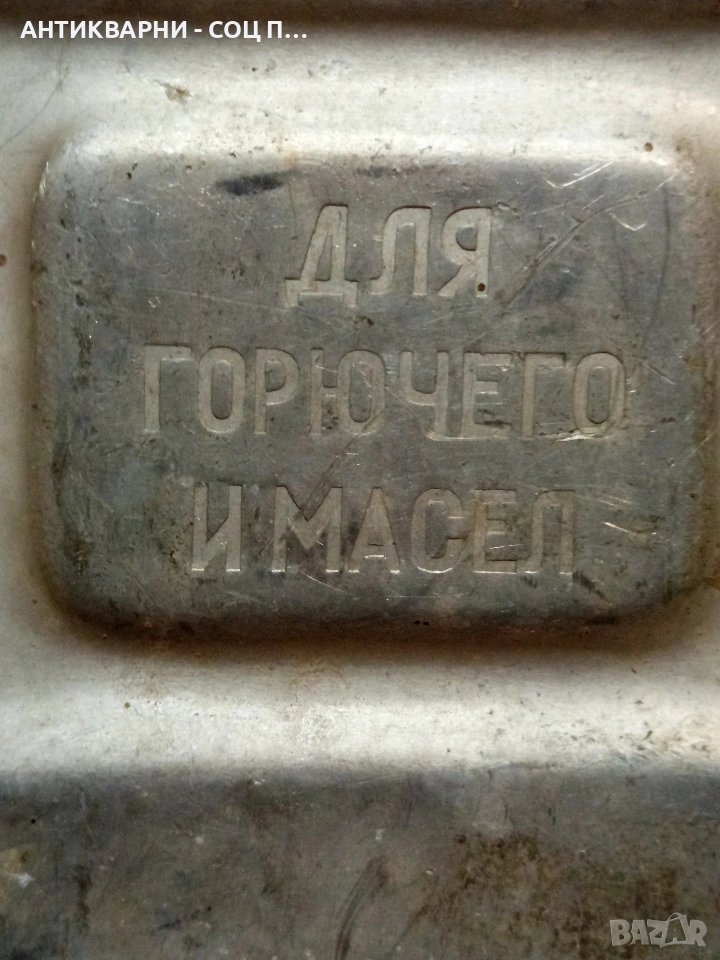 АНТИКВАРНИ - СОЦ П...
ДЛЯ
ГОРЮЧЕГО
И МАСЕЛ
BAZAR